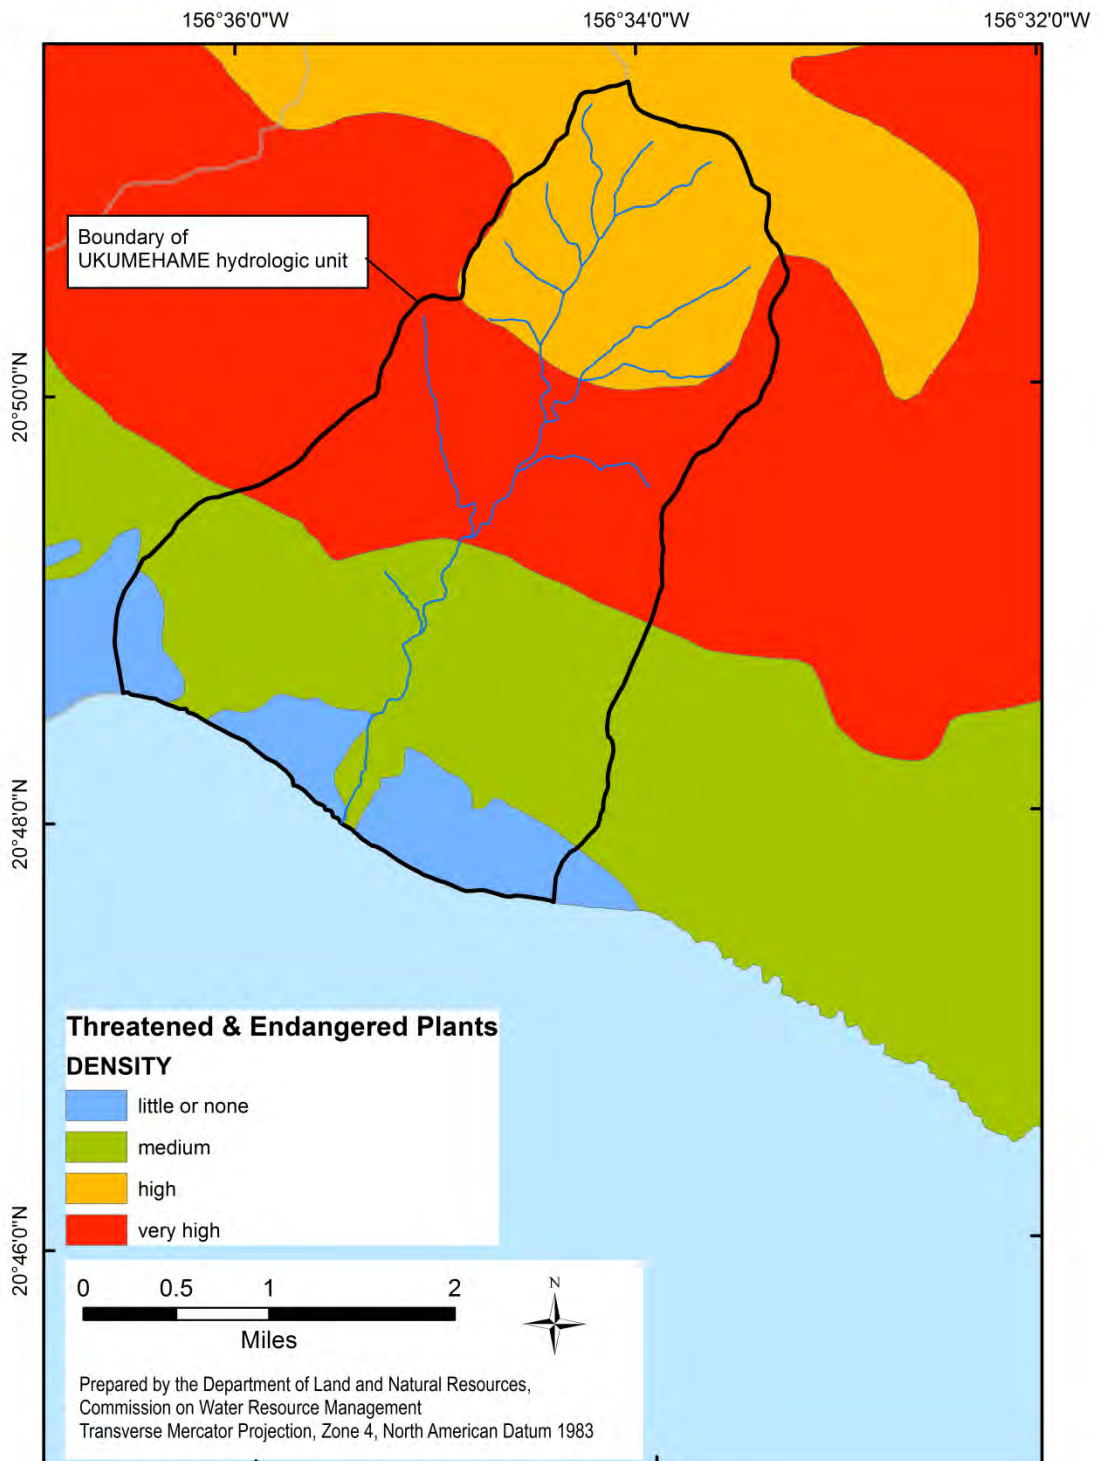 156°36'0"W
156°34'0"W
156°32'0"W
Boundary of
UKUMEHAME hydrologic unit
20°50'0"N
20°48'0"N
Threatened & Endangered Plants
DENSITY
little or none
medium
high
very high
20°46'0"N
0 0.5 1 2
Miles
N
Prepared by the Department of Land and Natural Resources,
Commission on Water Resource Management
Transverse Mercator Projection, Zone 4, North American Datum 1983